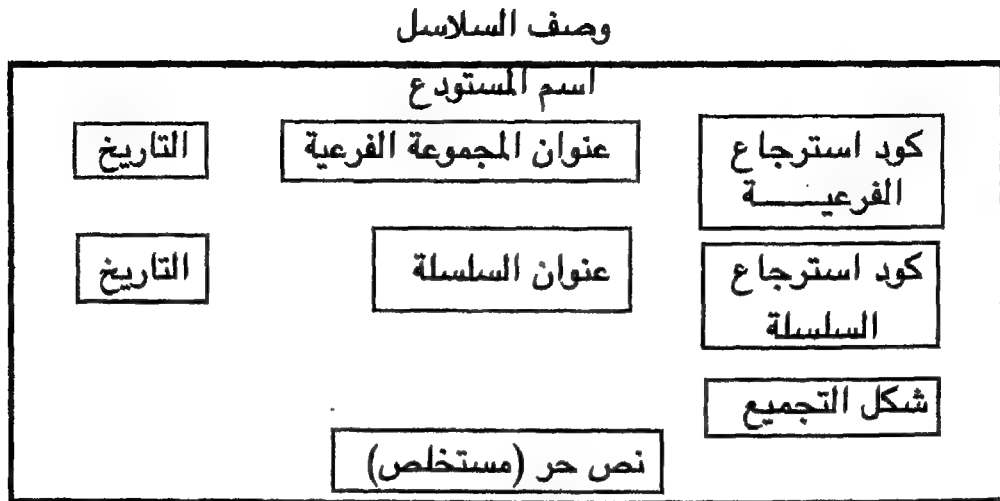 وصف السلاسل
اسم المستودع
كود استرجاع
الفرعيــــــة
عنوان المجموعة الفرعية
التاريخ
كود استرجاع
السلسلة
عنوان السلسلة
التاريخ
شكل التجميع
نص حر (مستخلص)